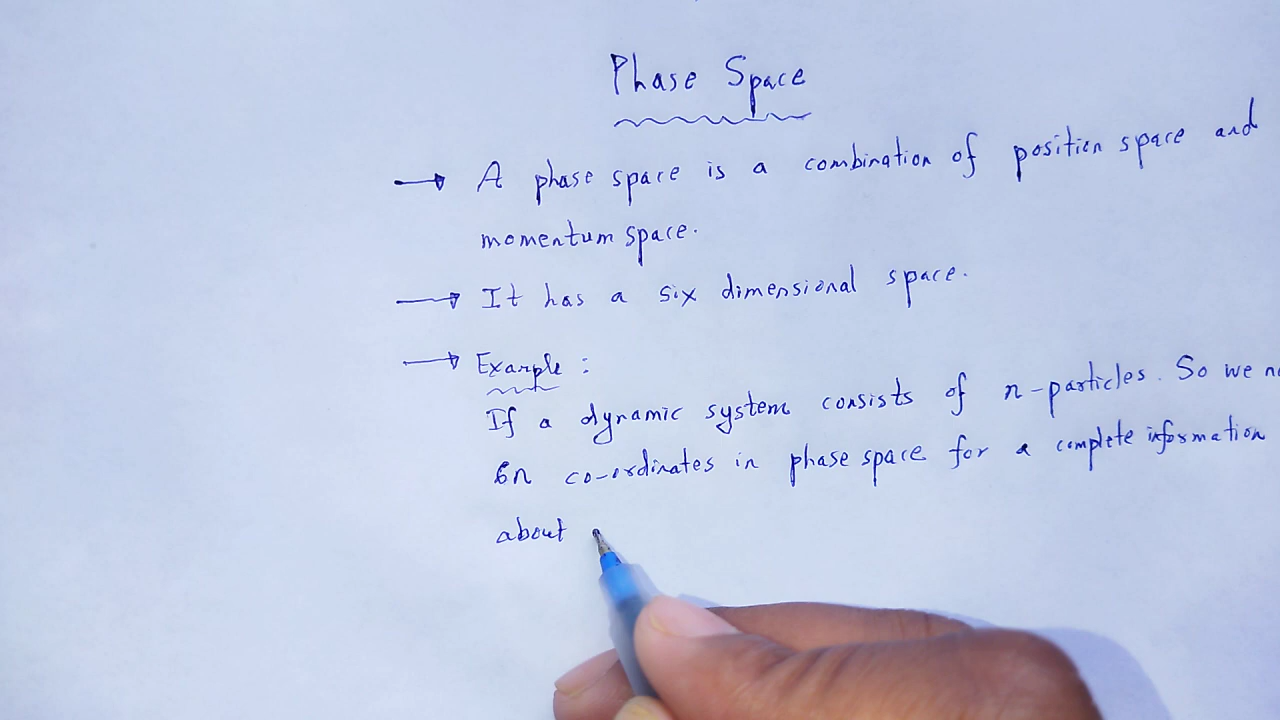 Phase Space
→ A phase space is a combination of position space and
momentum space.
→ It has a six dimensional space.
→ Example :
If a dynamic system consists of n-particles. So we
6n co-ordinates in phase space for a complete information
about